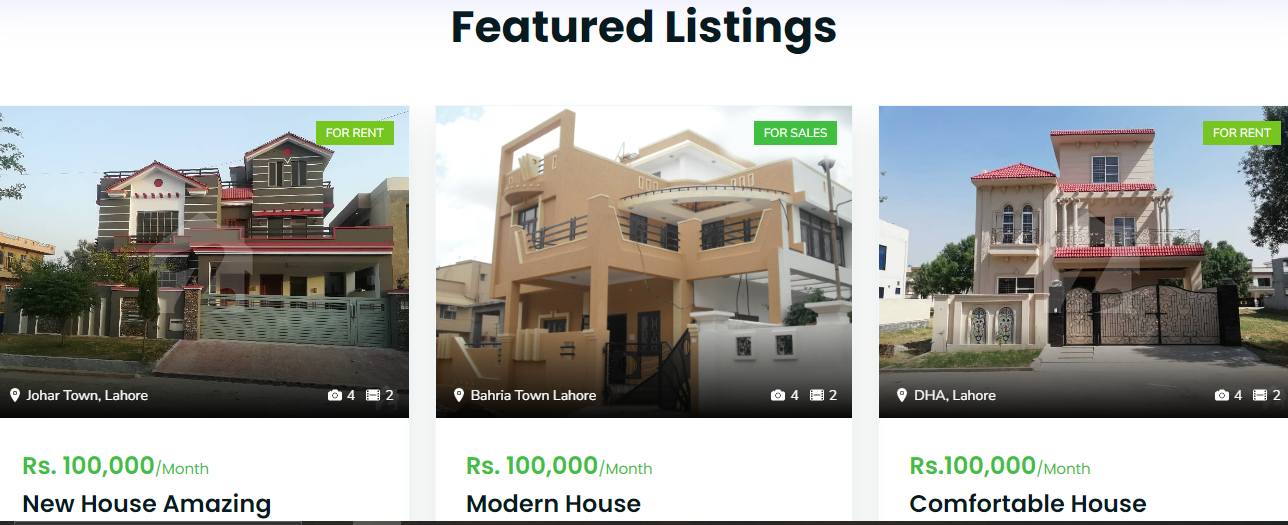 Featured Listings
FOR RENT
Johar Town, Lahore 4 2
Rs. 100,000/Month
New House Amazing
FOR SALES
Bahria Town Lahore 4 2
Rs. 100,000/Month
Modern House
FOR RENT
DHA, Lahore 4 2
Rs.100,000/Month
Comfortable House